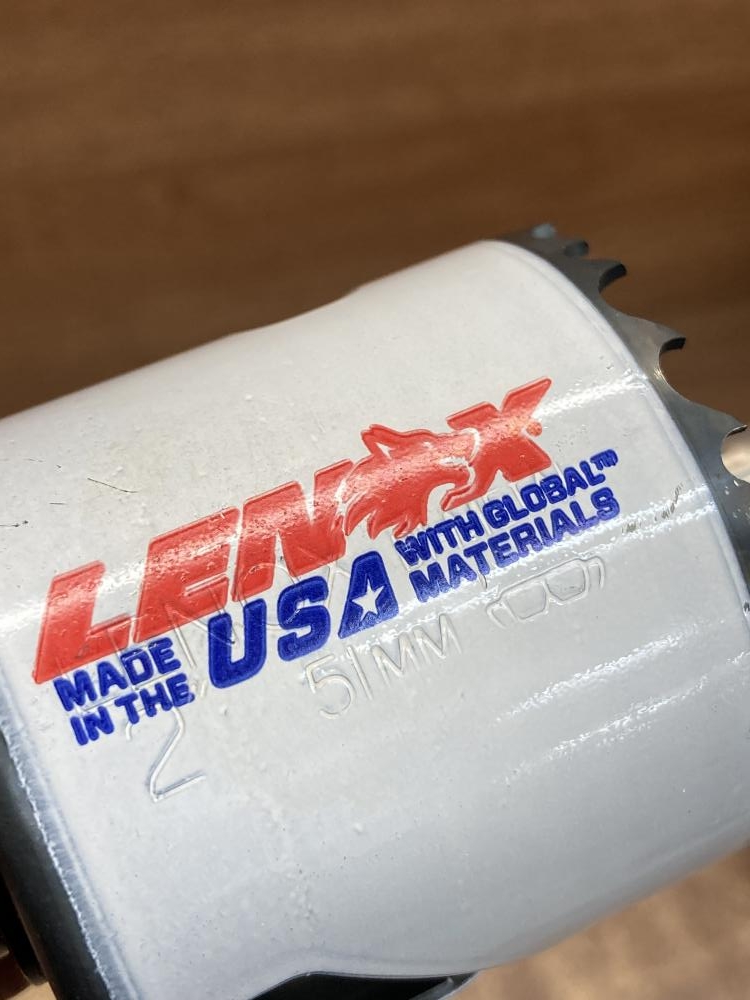 LENOX
MADE
IN THE
USA
WITH GLOBAL™
MATERIALS
2
51MM